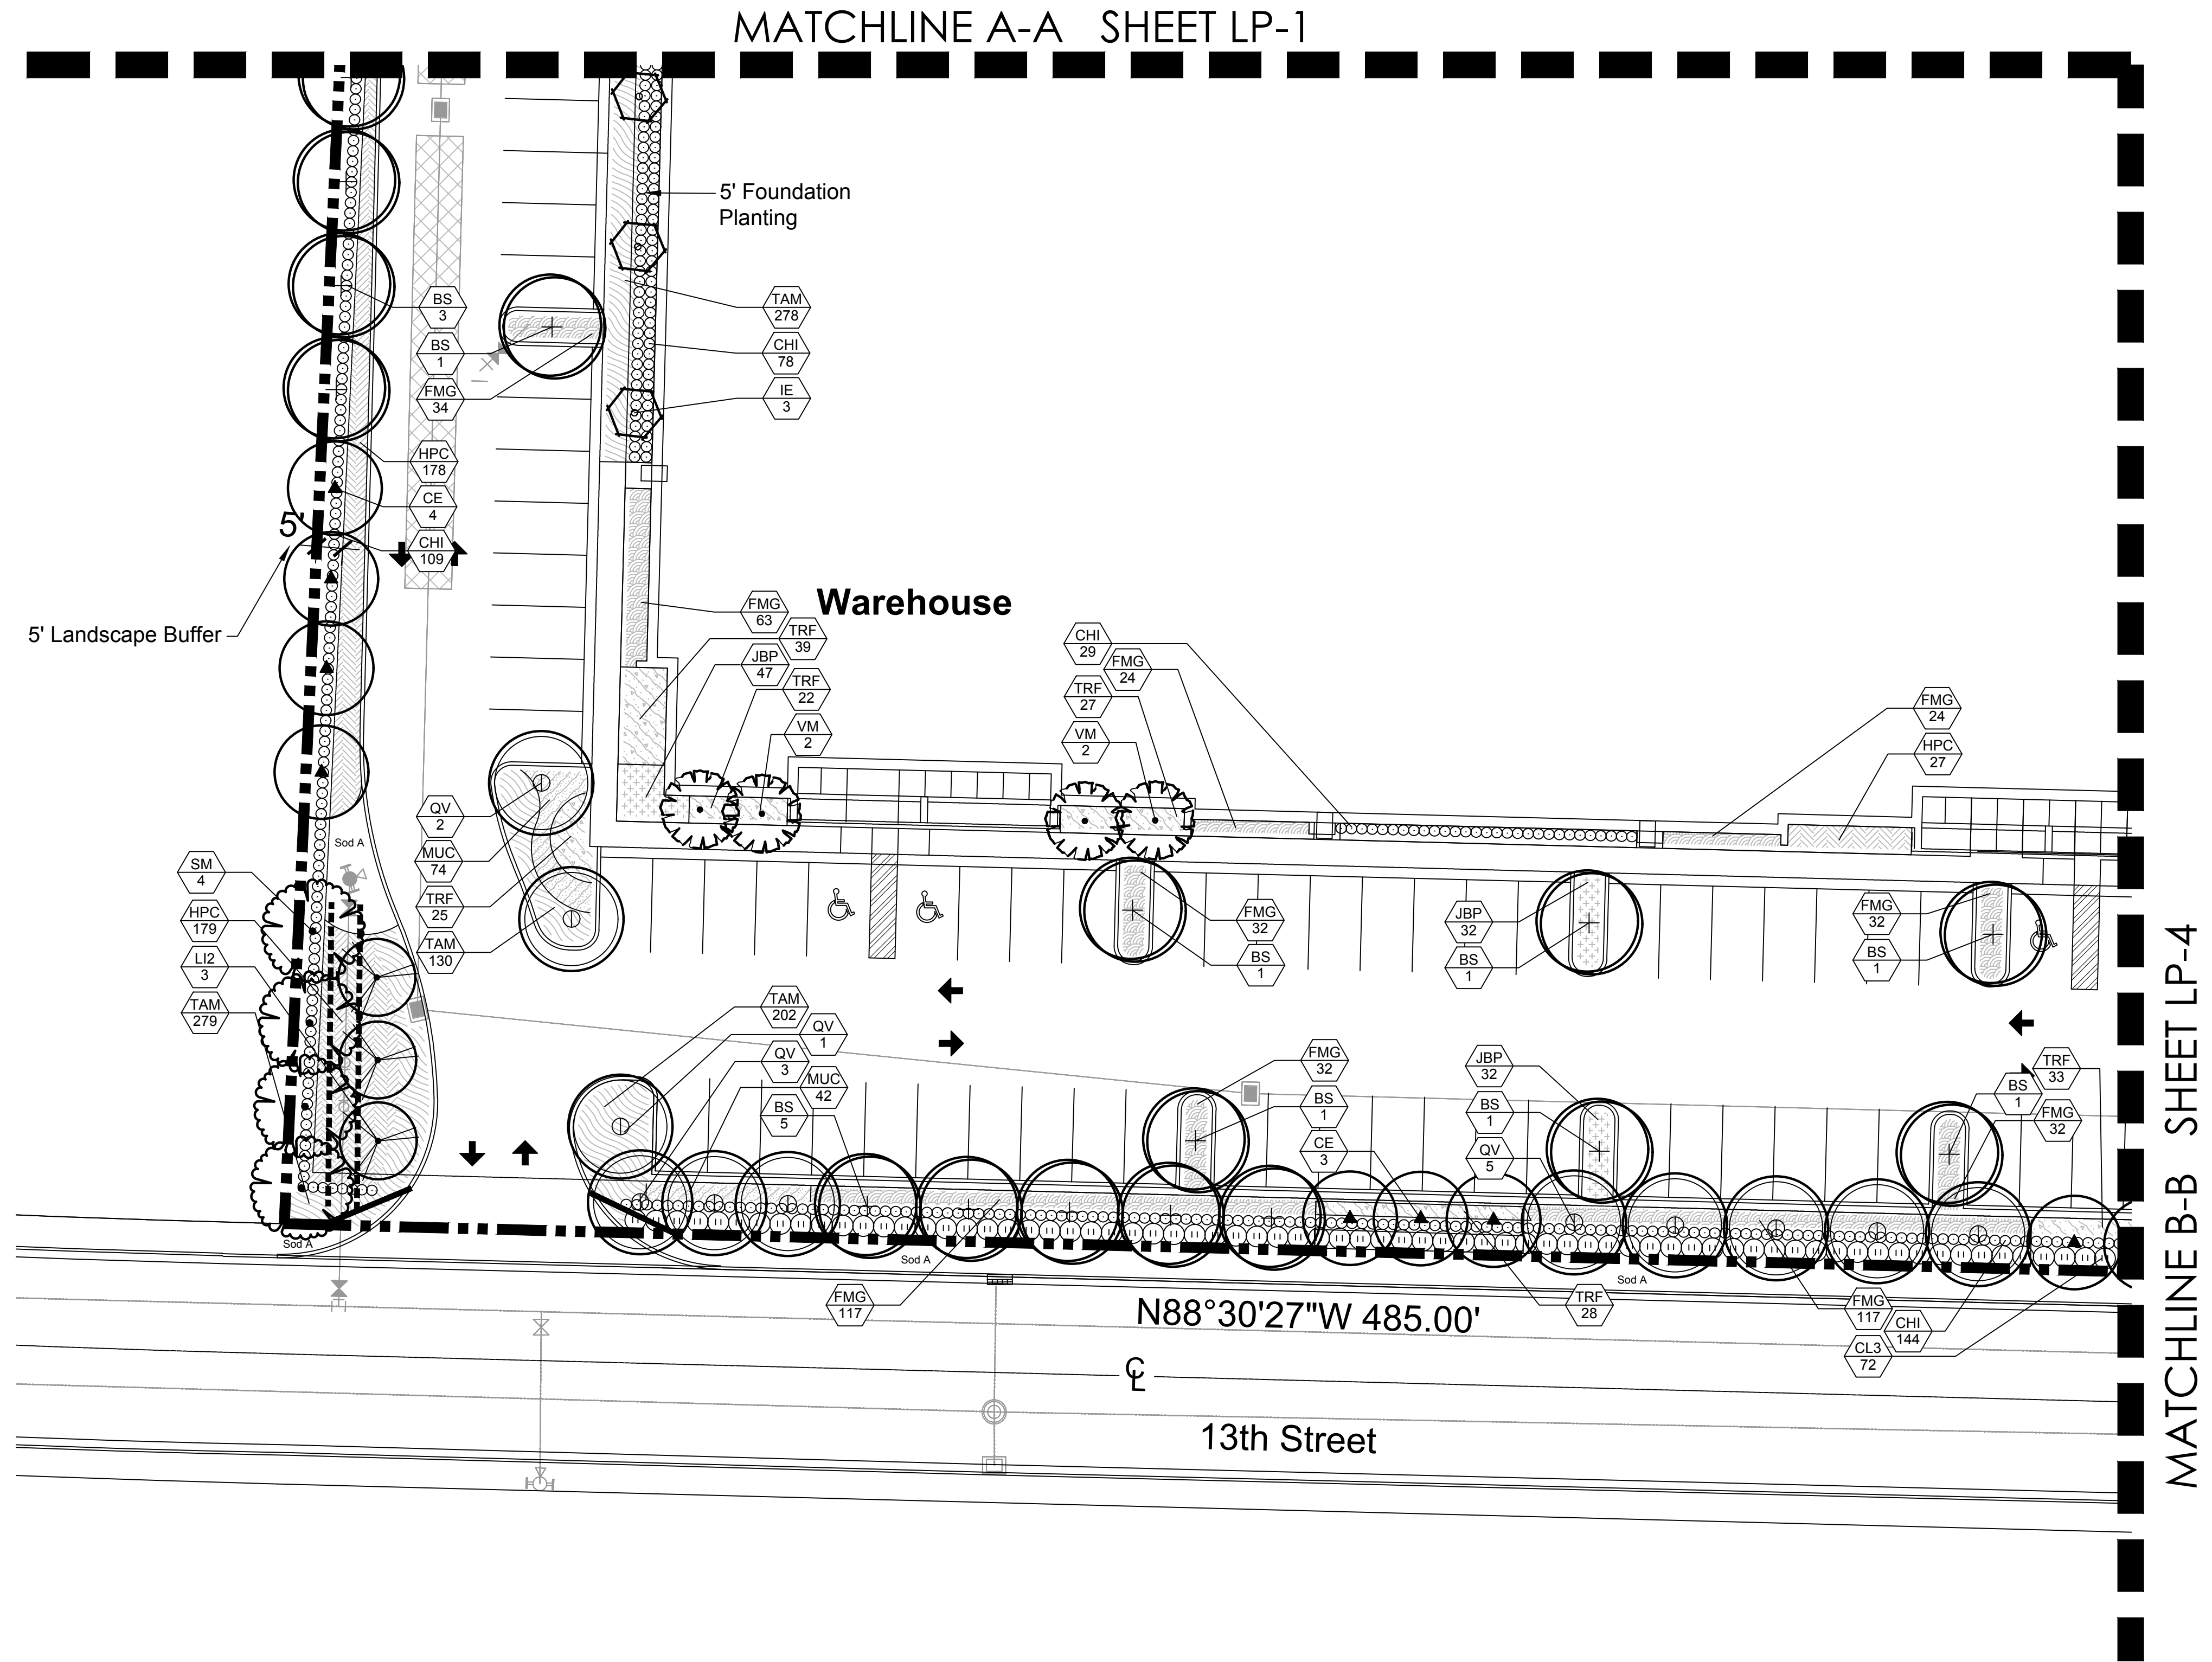 MATCHLINE A-A SHEET LP-1
5' Foundation
Planting
BS
3
BS
1
FMG
34
TAM
278
CHI
78
IE
3
HPC
178
CE
4
CHI
109
5'
5' Landscape Buffer
Warehouse
FMG
63
TRF
39
JBP
47
TRF
22
VM
2
CHI
29
FMG
24
TRF
27
VM
2
FMG
24
HPC
27
QV
2
MUC
74
TRF
25
TAM
130
Sod A
SM
4
HPC
179
LI2
3
TAM
279
FMG
32
BS
1
JBP
32
BS
1
FMG
32
BS
1
TAM
202
QV
1
QV
3
MUC
42
BS
5
FMG
32
BS
1
CE
3
JBP
32
BS
1
QV
5
TRF
33
BS
1
FMG
32
Sod A
Sod A
Sod A
FMG
117
TRF
28
FMG
117
CHI
144
CL3
72
N88°30'27"W 485.00'
CL
13th Street
MATCHLINE B-B SHEET LP-4